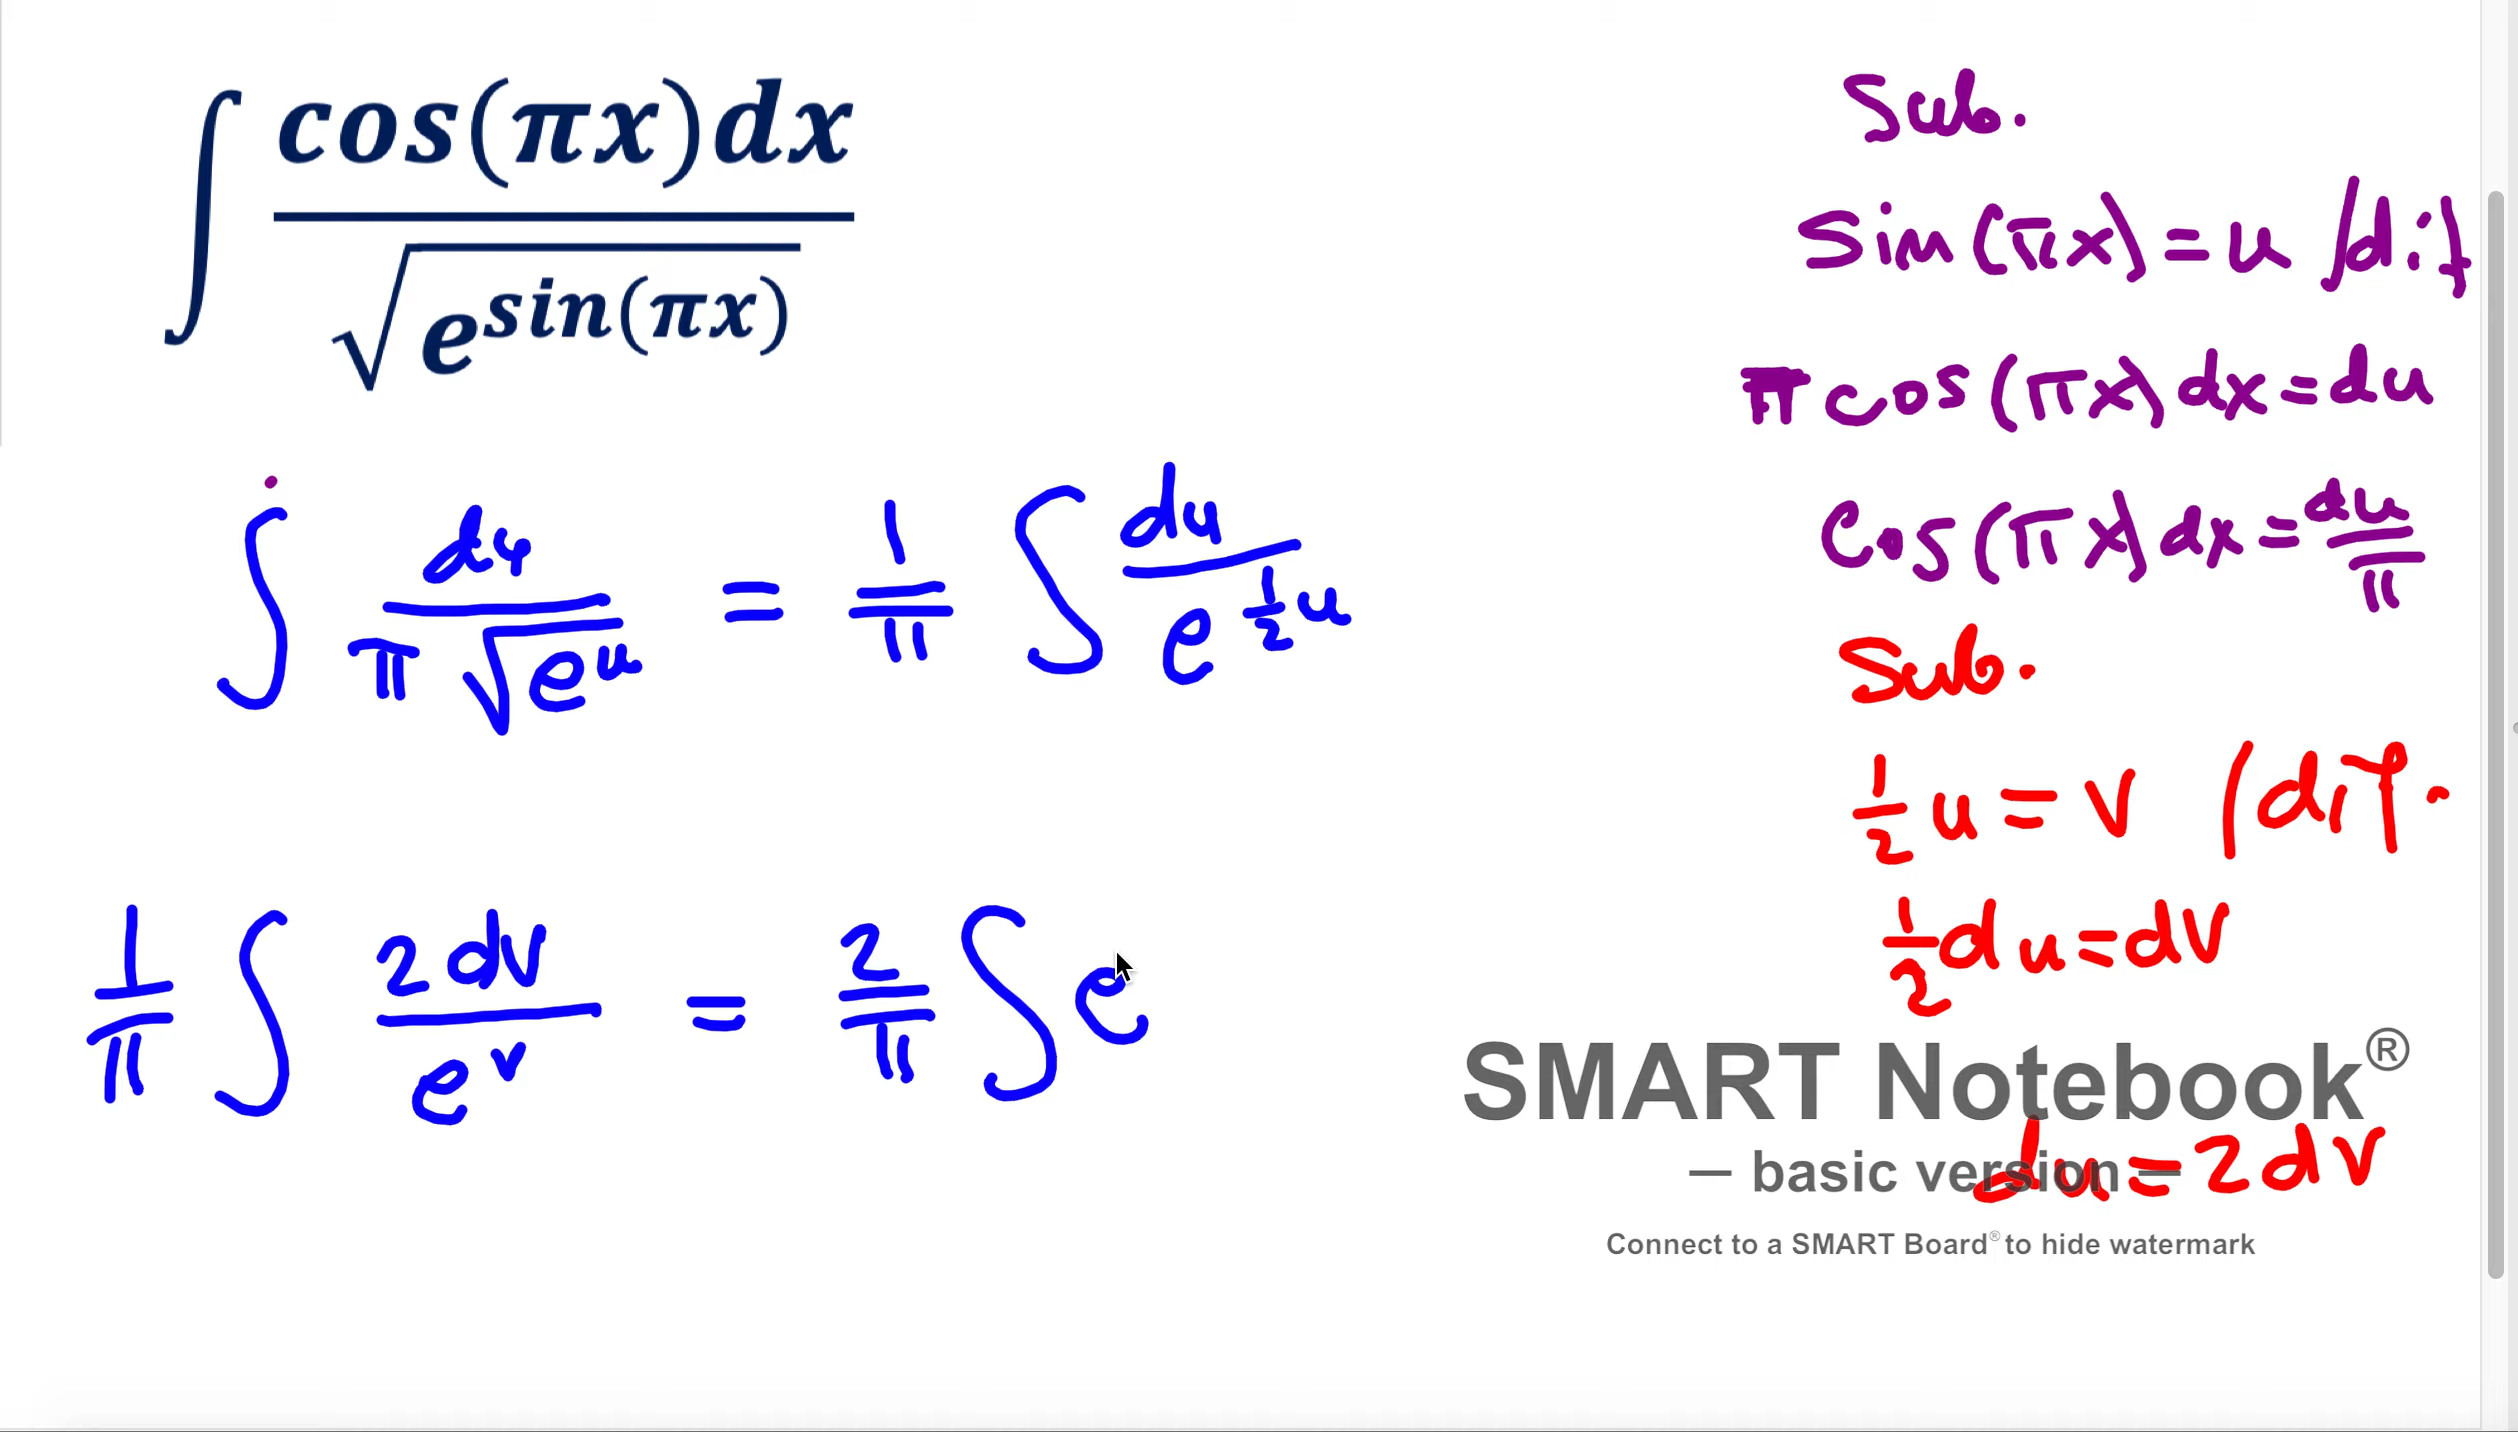 ∫ cos(πx)dx / √(e^sin(πx))
∫ du / (π √(e^u)) = 1/π ∫ du / e^(1/2 u)
1/π ∫ 2dv / e^v = 2/π ∫ e
Sub.
sin(πx) = u /dif
π cos(πx) dx = du
cos(πx) dx = du/π
Sub.
1/2 u = v /dif.
1/2 du = dv
du = 2dv
SMART Notebook®
— basic version —
Connect to a SMART Board® to hide watermark